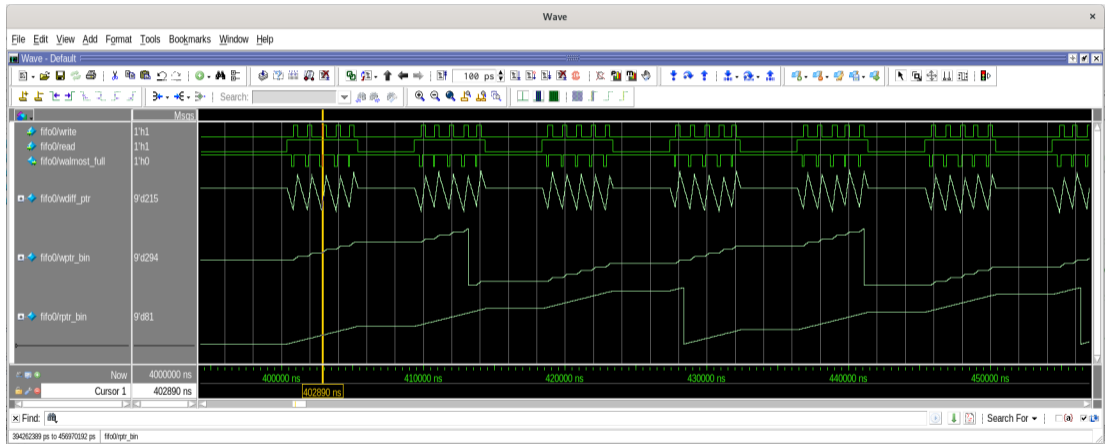 Wave
File Edit View Add Format Tools Bookmarks Window Help
Wave - Default
100 ps
Search:
Msgs
fifo0/write 1'h1
fifo0/read 1'h1
fifo0/walmost_full 1'h0
fifo0/wdiff_ptr 9'd215
fifo0/wptr_bin 9'd294
fifo0/rptr_bin 9'd81
Now 4000000 ns 400000 ns 410000 ns 420000 ns 430000 ns 440000 ns 450000 ns
Cursor 1 402890 ns 402890 ns
Find: Search For (a)
394262389 ps to 456970192 ps fifo0/rptr_bin